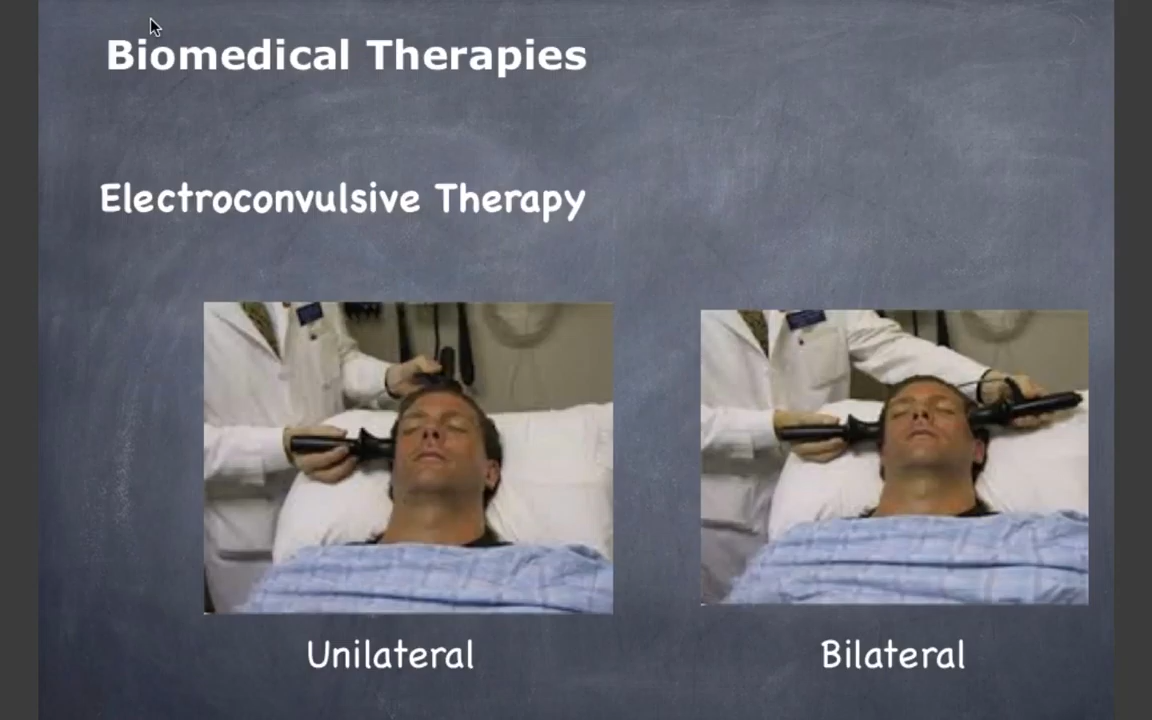 Biomedical Therapies
Electroconvulsive Therapy
Unilateral
Bilateral